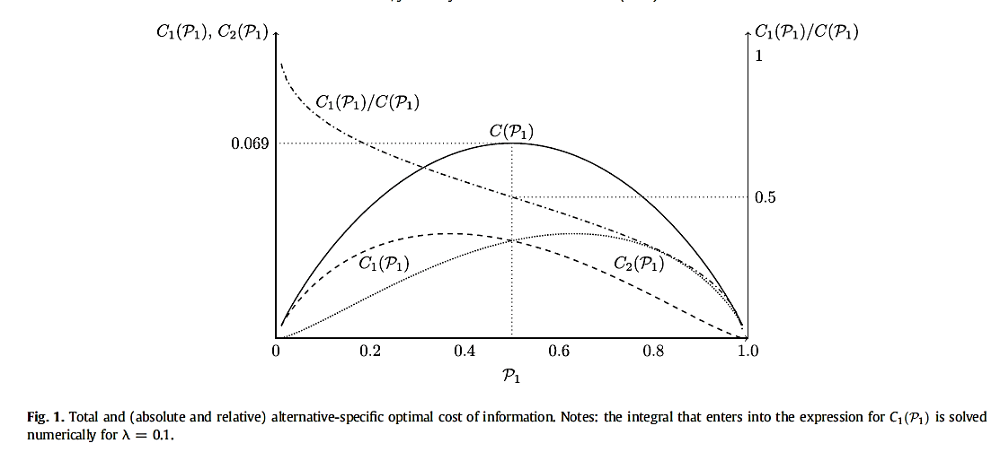 C₁(𝒫₁), C₂(𝒫₁)
C₁(𝒫₁)/C(𝒫₁)
1
C₁(𝒫₁)/C(𝒫₁)
C(𝒫₁)
0.069
0.5
C₁(𝒫₁)
C₂(𝒫₁)
0 0.2 0.4 0.6 0.8 1.0
𝒫₁
Fig. 1. Total and (absolute and relative) alternative-specific optimal cost of information. Notes: the integral that enters into the expression for C₁(𝒫₁) is solved
numerically for λ = 0.1.